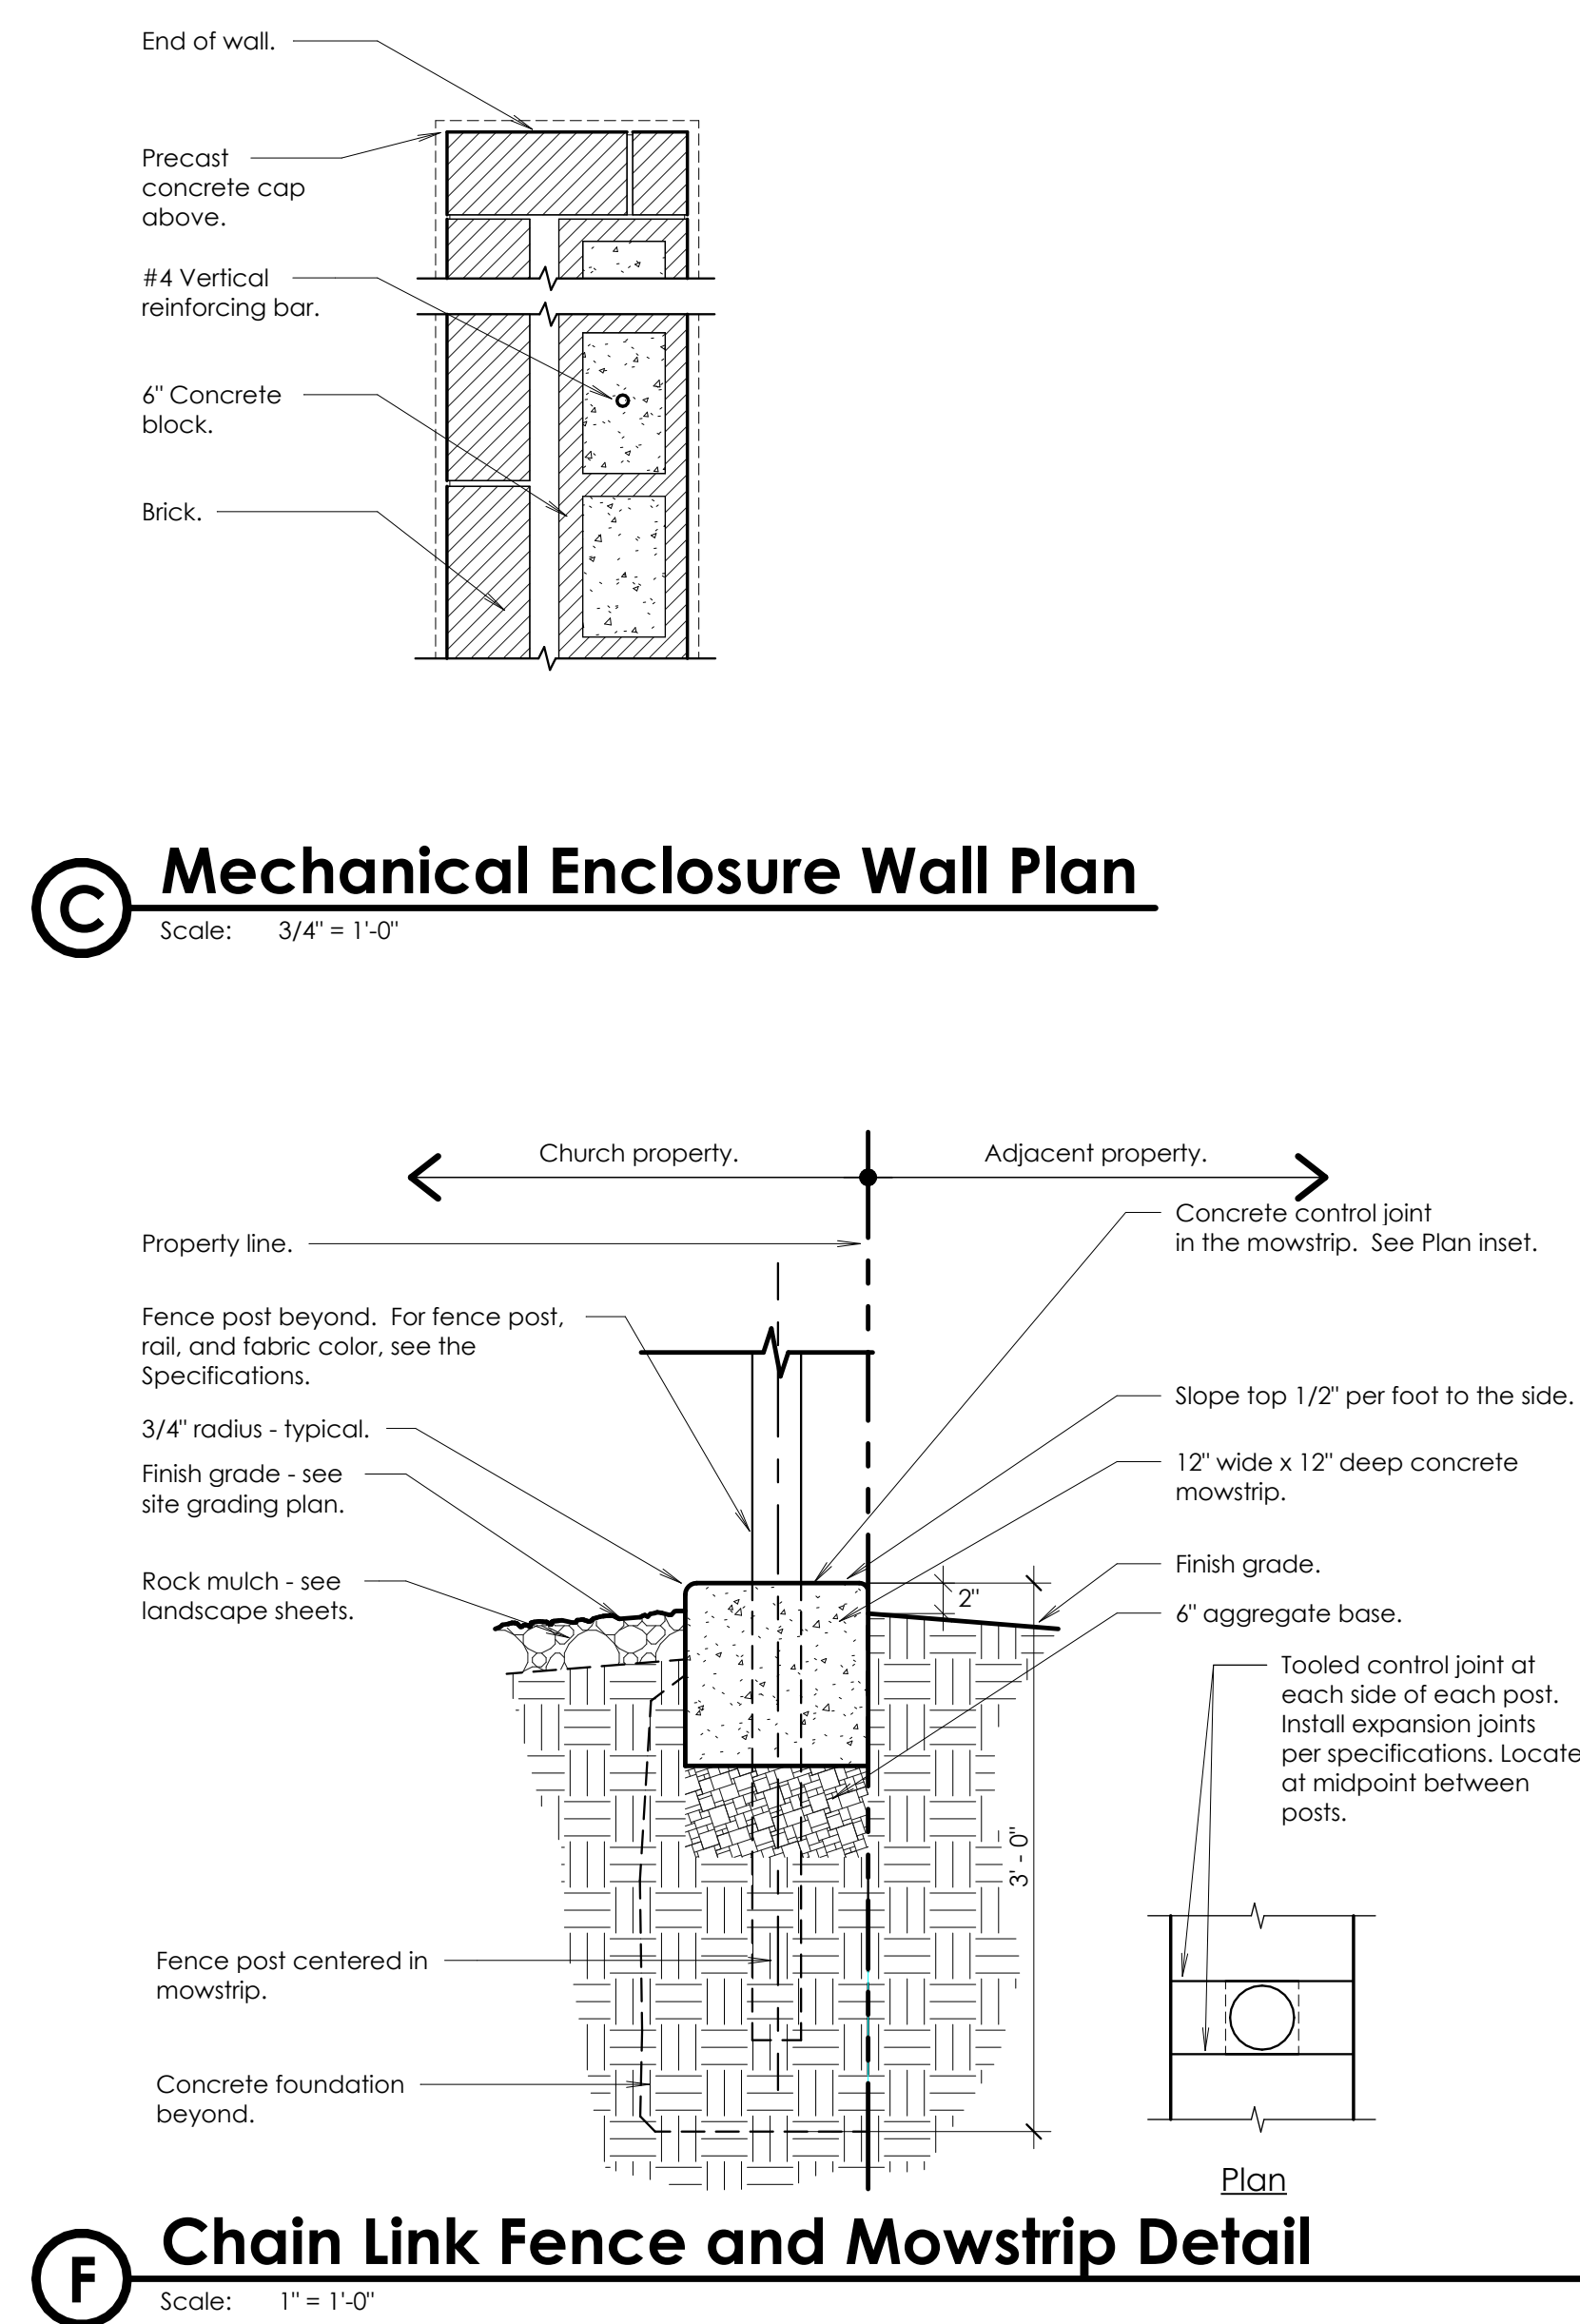 End of wall.
Precast
concrete cap
above.
#4 Vertical
reinforcing bar.
6" Concrete
block.
Brick.
C
Mechanical Enclosure Wall Plan
Scale: 3/4" = 1'-0"
Church property.
Adjacent property.
Property line.
Fence post beyond. For fence post,
rail, and fabric color, see the
Specifications.
3/4" radius - typical.
Finish grade - see
site grading plan.
Rock mulch - see
landscape sheets.
Fence post centered in
mowstrip.
Concrete foundation
beyond.
Concrete control joint
in the mowstrip. See Plan inset.
Slope top 1/2" per foot to the side.
12" wide x 12" deep concrete
mowstrip.
Finish grade.
6" aggregate base.
2"
3' - 0"
Tooled control joint at
each side of each post.
Install expansion joints
per specifications. Locate
at midpoint between
posts.
Plan
F
Chain Link Fence and Mowstrip Detail
Scale: 1" = 1'-0"